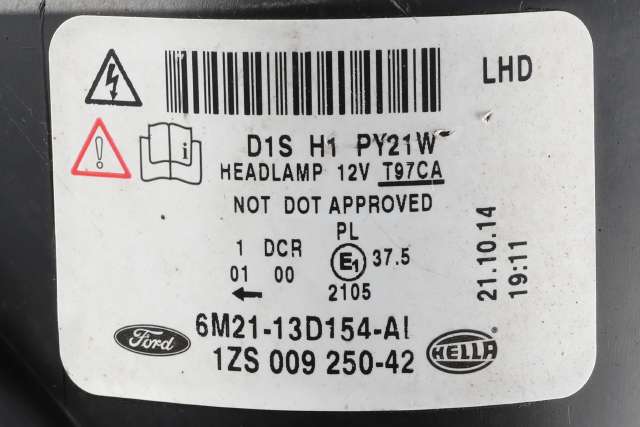 LHD
D1S H1 PY21W
HEADLAMP 12V T97CA
NOT DOT APPROVED
PL
1 DCR E1 37.5
01 00
2105
21.10.14
19:11
6M21-13D154-AI
Ford
1ZS 009 250-42
HELLA